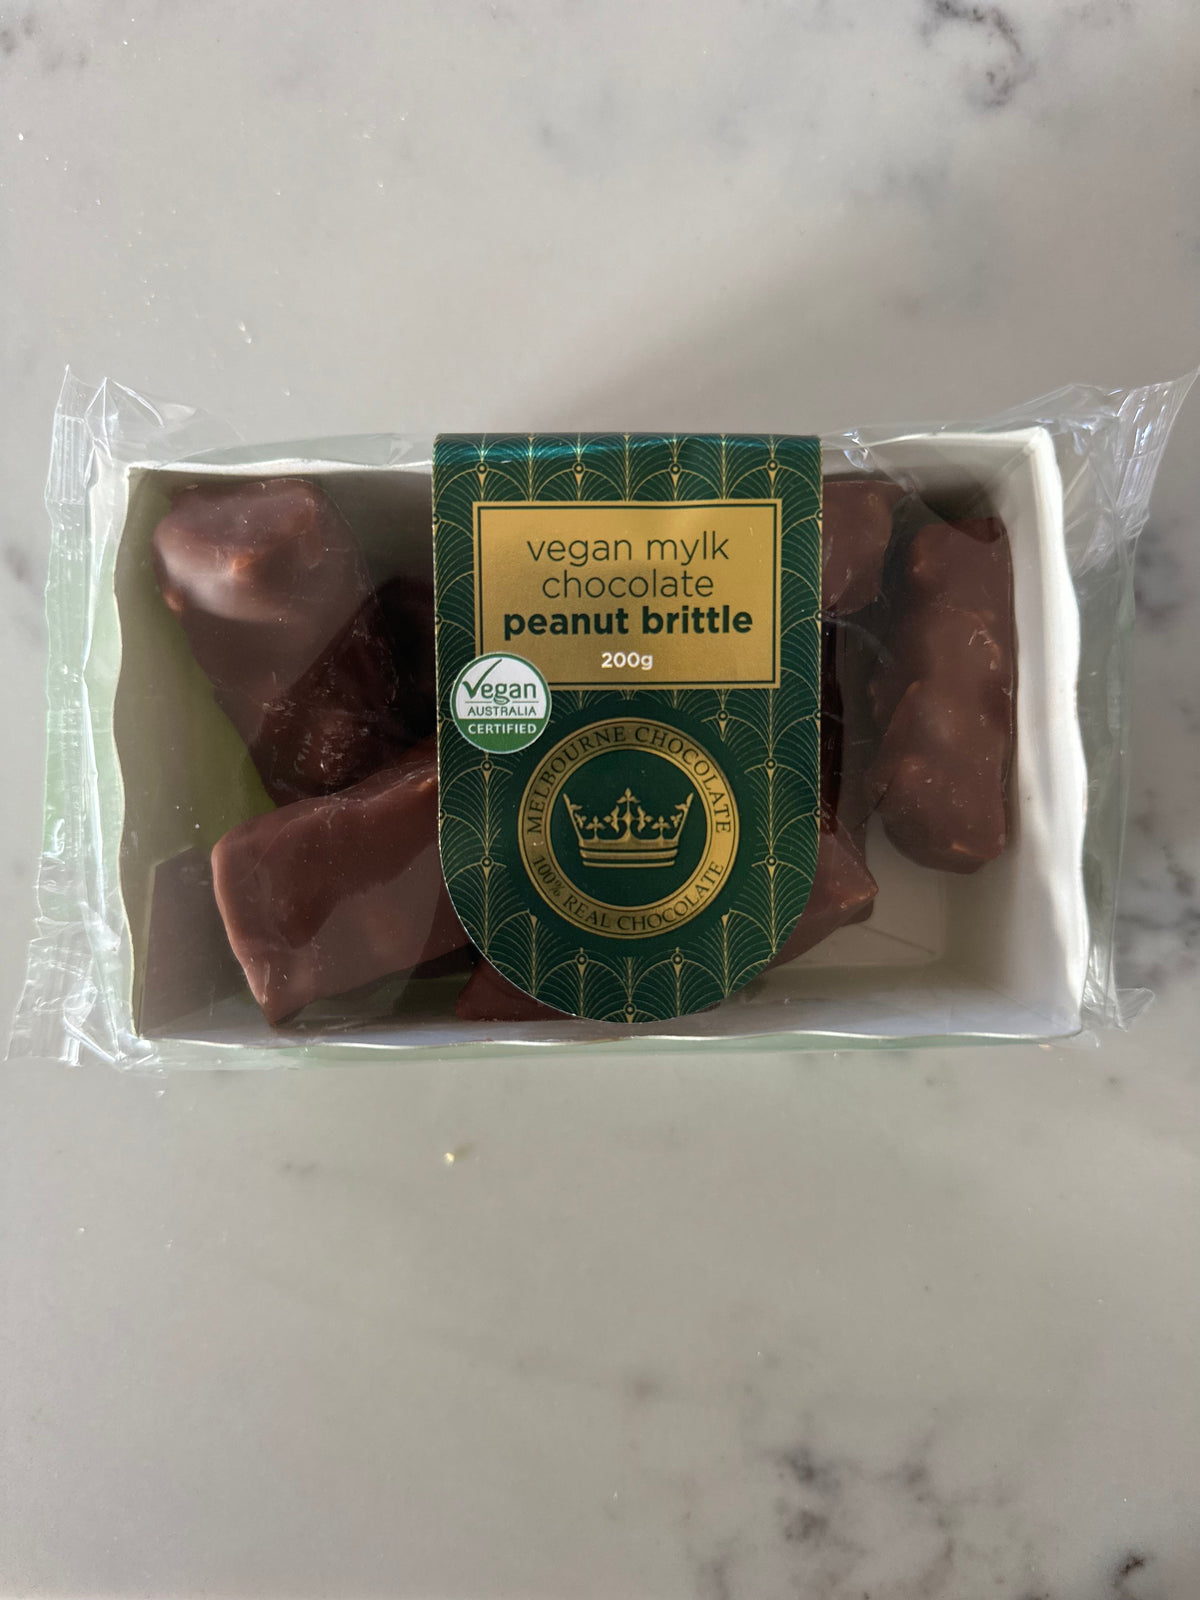 vegan mylk
chocolate
peanut brittle
200g
Vegan
AUSTRALIA
CERTIFIED
MELBOURNE CHOCOLATE
100% REAL CHOCOLATE